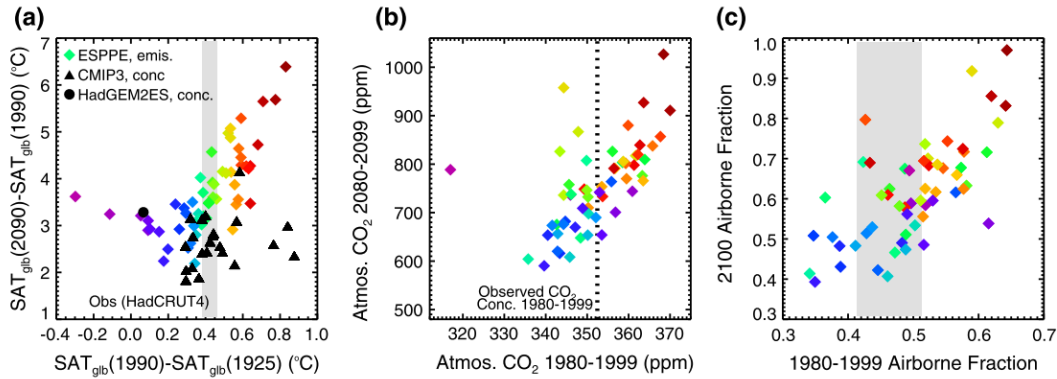 (a)
7
6
5
4
3
2
1
SAT_glb(2090)-SAT_glb(1990) (°C)
ESPPE, emis.
CMIP3, conc
HadGEM2ES, conc.
Obs (HadCRUT4)
-0.4 -0.2 0.0 0.2 0.4 0.6 0.8 1.0
SAT_glb(1990)-SAT_glb(1925) (°C)
(b)
1000
900
800
700
600
500
Atmos. CO₂ 2080-2099 (ppm)
Observed CO₂
Conc. 1980-1999
320 330 340 350 360 370
Atmos. CO₂ 1980-1999 (ppm)
(c)
1.0
0.9
0.8
0.7
0.6
0.5
0.4
0.3
2100 Airborne Fraction
0.3 0.4 0.5 0.6 0.7
1980-1999 Airborne Fraction